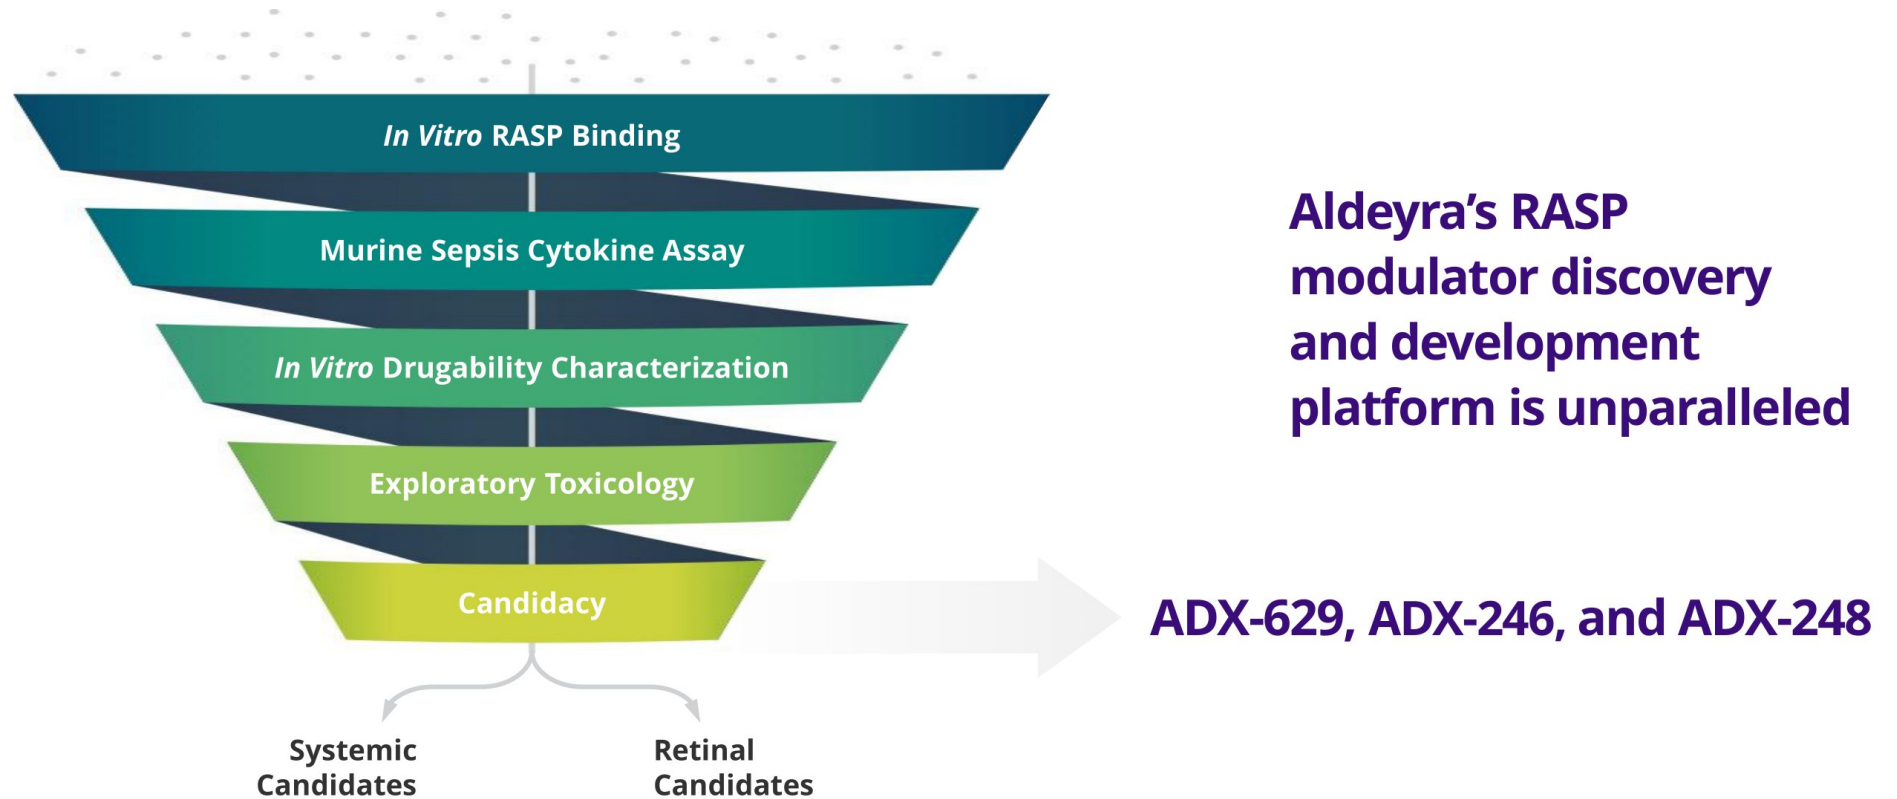 In Vitro RASP Binding
Murine Sepsis Cytokine Assay
In Vitro Drugability Characterization
Exploratory Toxicology
Candidacy
Systemic
Candidates
Retinal
Candidates
Aldeyra’s RASP
modulator discovery
and development
platform is unparalleled
ADX-629, ADX-246, and ADX-248